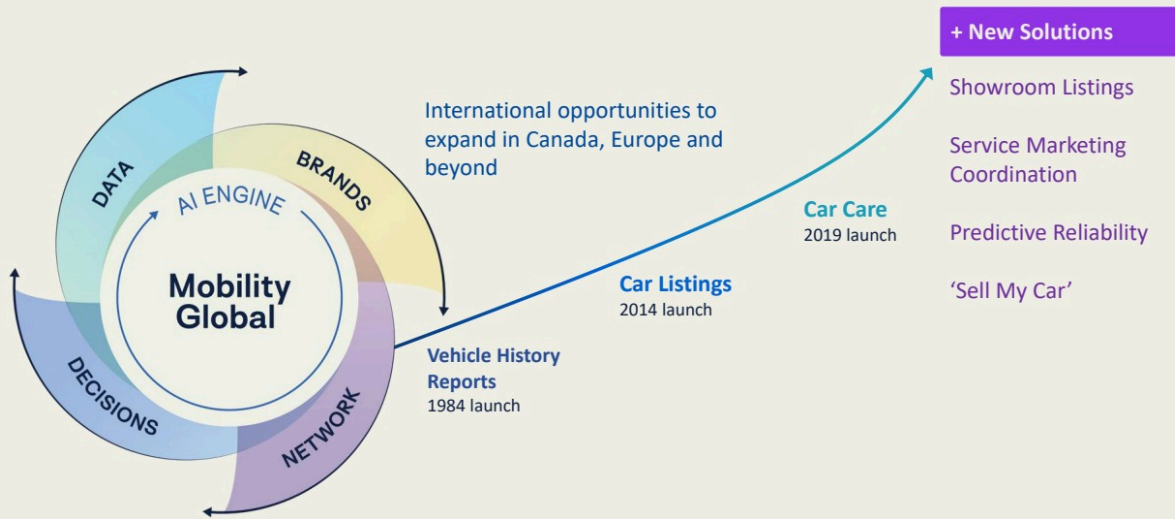 DATA
BRANDS
AI ENGINE
Mobility
Global
DECISIONS
NETWORK
International opportunities to
expand in Canada, Europe and
beyond
Vehicle History
Reports
1984 launch
Car Listings
2014 launch
Car Care
2019 launch
+ New Solutions
Showroom Listings
Service Marketing
Coordination
Predictive Reliability
‘Sell My Car’